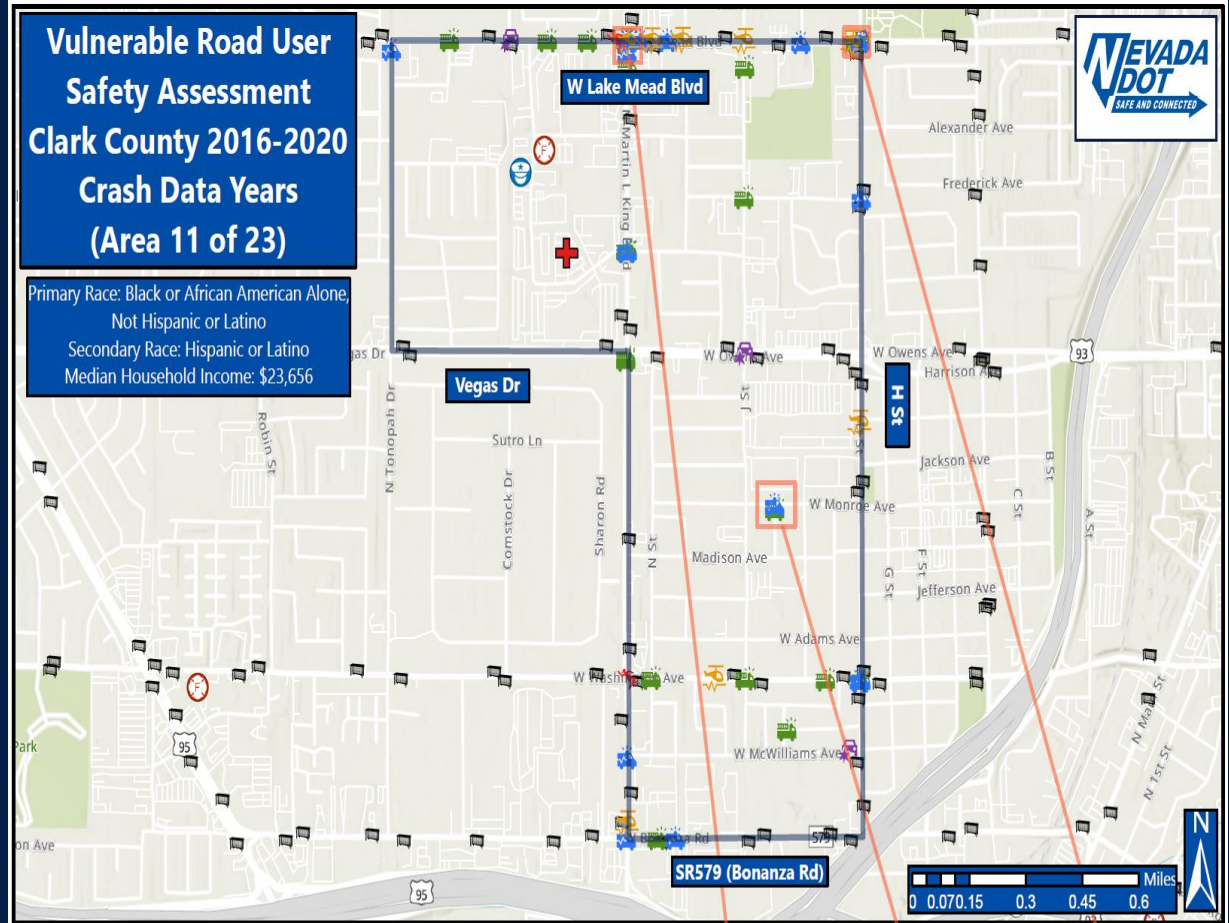 Vulnerable Road User
Safety Assessment
Clark County 2016-2020
Crash Data Years
(Area 11 of 23)
Primary Race: Black or African American Alone,
Not Hispanic or Latino
Secondary Race: Hispanic or Latino
Median Household Income: $23,656
NEVADA
DOT
SAFE AND CONNECTED
W Lake Mead Blvd
Alexander Ave
Frederick Ave
F
W Owens Ave
Harrison
93
Vegas Dr
H St
J St
N Tonopah Dr
Robin St
Sutro Ln
Comstock Dr
Sharon Rd
N St
Jackson Ave
B St
C St
A St
W Monroe Ave
Madison Ave
G St
F St
Jefferson Ave
W Adams Ave
Ave
F
95
Park
W McWilliams Ave
N 1st St
on Ave
Rd
579
SR579 (Bonanza Rd)
95
N
Miles
0 0.07 0.15 0.3 0.45 0.6